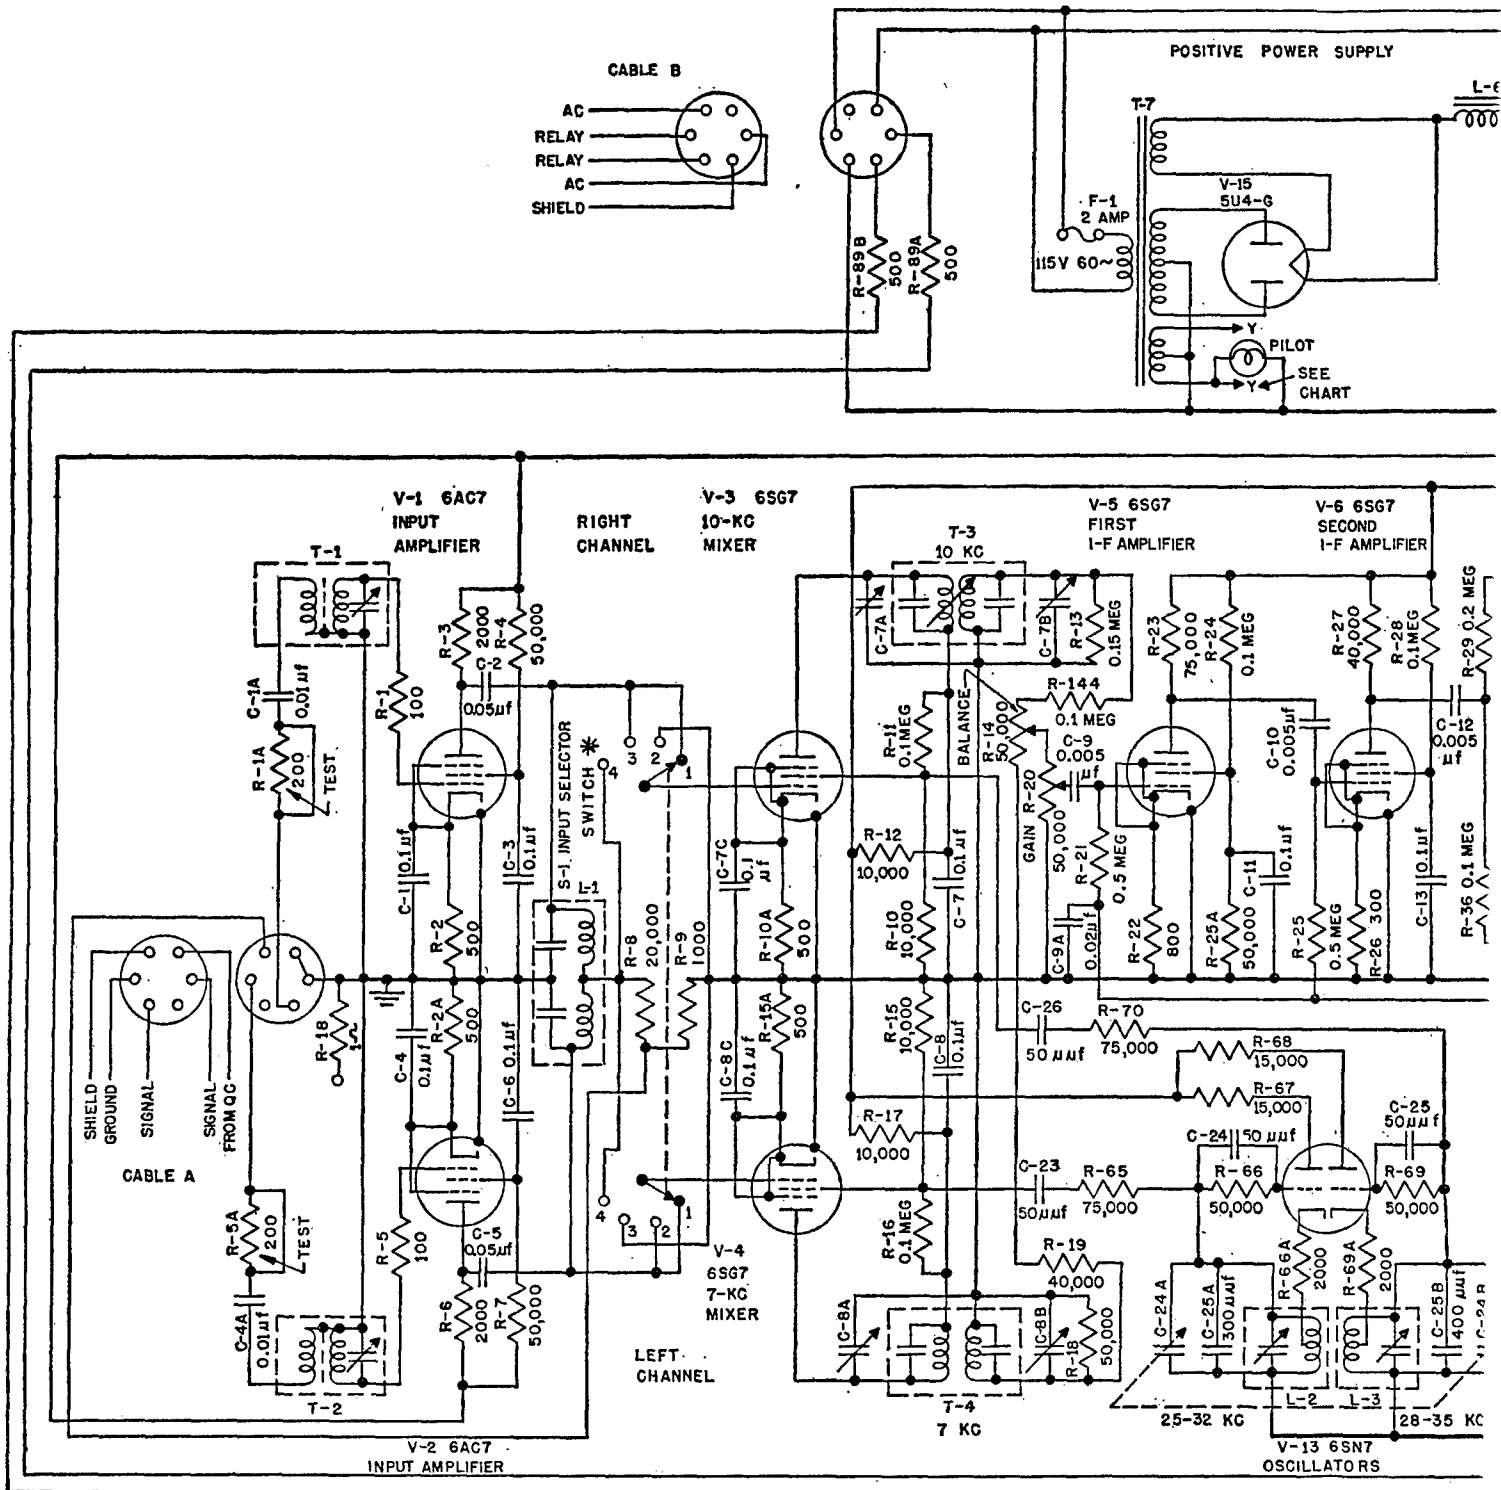 POSITIVE POWER SUPPLY
CABLE B
AC
RELAY
RELAY
AC
SHIELD
T-7
V-15
5U4-G
F-1
2 AMP
115V 60~
R-89B
500
R-89A
500
Y
PILOT
Y
SEE
CHART
V-1 6AC7
INPUT
AMPLIFIER
RIGHT
CHANNEL
V-3 6SG7
10-KC
MIXER
T-3
10 KC
V-5 6SG7
FIRST
I-F AMPLIFIER
V-6 6SG7
SECOND
I-F AMPLIFIER
T-1
R-3
2000
R-4
50,000
C-2
0.05µf
C-1A
0.01µf
R-1
100
R-1A
200
TEST
S-1, INPUT SELECTOR
SWITCH *
3
2
1
4
C-7A
C-7B
R-13
0.15 MEG
R-144
0.1 MEG
BALANCE
R-14
50,000
R-11
0.1 MEG
C-9
0.005
µf
GAIN R-20
50,000
R-23
75,000
R-24
0.1 MEG
C-10
0.005µf
R-27
40,000
R-28
0.1MEG
R-29 0.2 MEG
C-12
0.005
µf
C-1
0.1µf
R-2
500
C-3
0.1µf
L-1
R-8
20,000
R-9
1000
C-7C
0.1
µf
R-10A
500
R-12
10,000
R-10
10,000
C-7
0.1µf
R-21
0.5 MEG
C-9A
0.02µf
R-22
800
R-25A
50,000
C-11
0.1µf
R-25
0.5 MEG
R-26
300
C-13
0.1µf
R-36 0.1 MEG
SHIELD
GROUND
SIGNAL
SIGNAL
FROM QC
CABLE A
R-18
C-4
0.1µf
R-2A
500
C-6
0.1µf
C-8C
0.1µf
R-15A
500
R-15
10,000
C-8
0.1µf
C-26
50µµf
R-70
75,000
R-68
15,000
R-67
15,000
R-17
10,000
C-23
50µµf
R-65
75,000
C-24
50µµf
R-66
50,000
C-25
50µµf
R-69
50,000
R-5A
200
TEST
C-4A
0.01µf
R-5
100
C-5
0.05µf
R-6
2000
R-7
50,000
4
3
2
1
V-4
6SG7
7-KC
MIXER
R-16
0.1 MEG
R-19
40,000
C-8A
C-8B
R-18
50,000
C-24A
C-25A
300µµf
R-66A
2000
R-69A
2000
C-25B
400µµf
LEFT
CHANNEL
T-2
T-4
7 KC
L-2
L-3
25-32 KC
28-35 KC
V-2 6AC7
INPUT AMPLIFIER
V-13 6SN7
OSCILLATORS